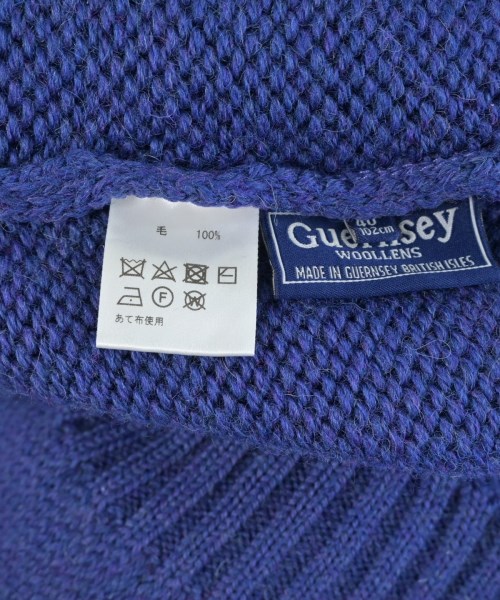 毛 100%
F W
あて布使用
40
102cm
Guernsey
WOOLLENS
MADE IN GUERNSEY BRITISH ISLES